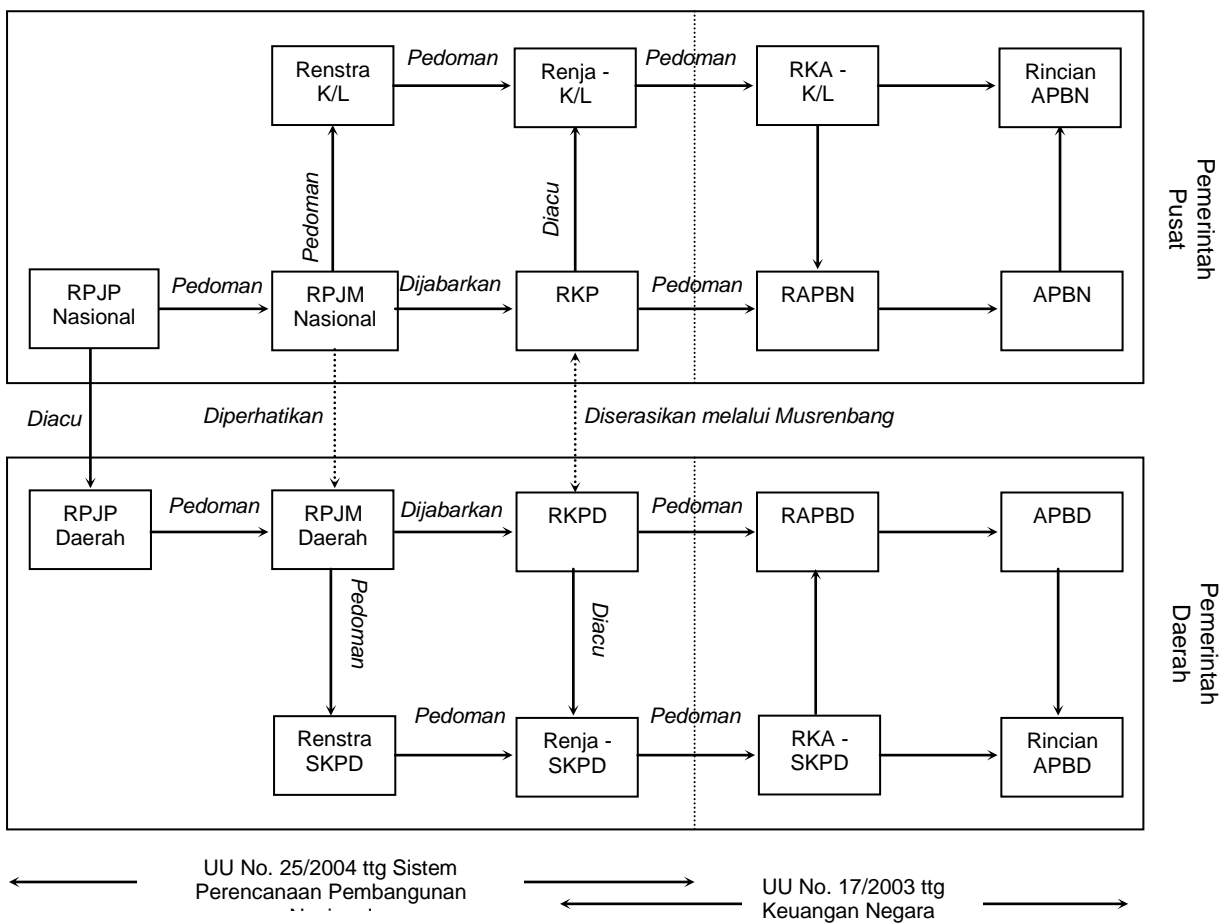 Renstra
K/L
Pedoman
Renja -
K/L
Pedoman
RKA -
K/L
Rincian
APBN
Pedoman
Diacu
Pemerintah
Pusat
RPJP
Nasional
Pedoman
RPJM
Nasional
Dijabarkan
RKP
Pedoman
RAPBN
APBN
Diacu
Diperhatikan
Diserasikan melalui Musrenbang
RPJP
Daerah
Pedoman
RPJM
Daerah
Dijabarkan
RKPD
Pedoman
RAPBD
APBD
Pedoman
Diacu
Pemerintah
Daerah
Renstra
SKPD
Pedoman
Renja -
SKPD
Pedoman
RKA -
SKPD
Rincian
APBD
UU No. 25/2004 ttg Sistem
Perencanaan Pembangunan
UU No. 17/2003 ttg
Keuangan Negara